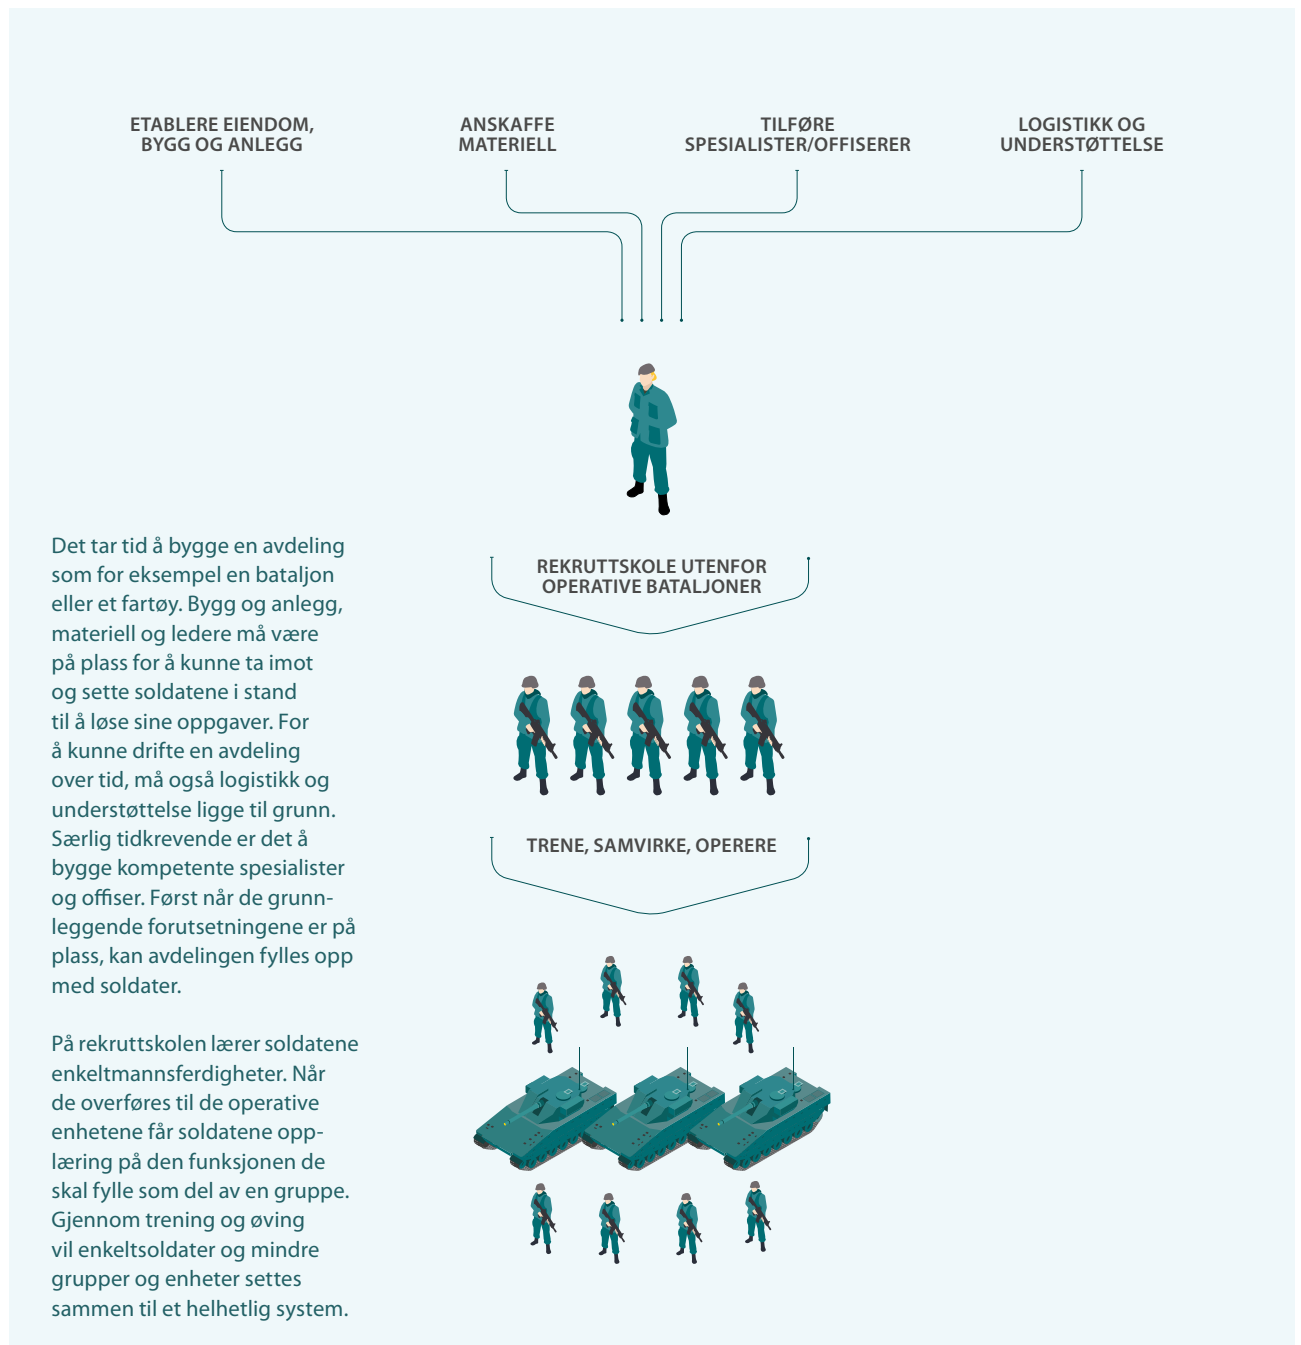 ETABLERE EIENDOM,
BYGG OG ANLEGG
ANSKAFFE
MATERIELL
TILFØRE
SPESIALISTER/OFFISERER
LOGISTIKK OG
UNDERSTØTTELSE
Det tar tid å bygge en avdeling
som for eksempel en bataljon
eller et fartøy. Bygg og anlegg,
materiell og ledere må være
på plass for å kunne ta imot
og sette soldatene i stand
til å løse sine oppgaver. For
å kunne drifte en avdeling
over tid, må også logistikk og
understøttelse ligge til grunn.
Særlig tidkrevende er det å
bygge kompetente spesialister
og offiser. Først når de grunn-
leggende forutsetningene er på
plass, kan avdelingen fylles opp
med soldater.
På rekruttskolen lærer soldatene
enkeltmannsferdigheter. Når
de overføres til de operative
enhetene får soldatene opp-
læring på den funksjonen de
skal fylle som del av en gruppe.
Gjennom trening og øving
vil enkeltsoldater og mindre
grupper og enheter settes
sammen til et helhetlig system.
REKRUTTSKOLE UTENFOR
OPERATIVE BATALJONER
TRENE, SAMVIRKE, OPERERE